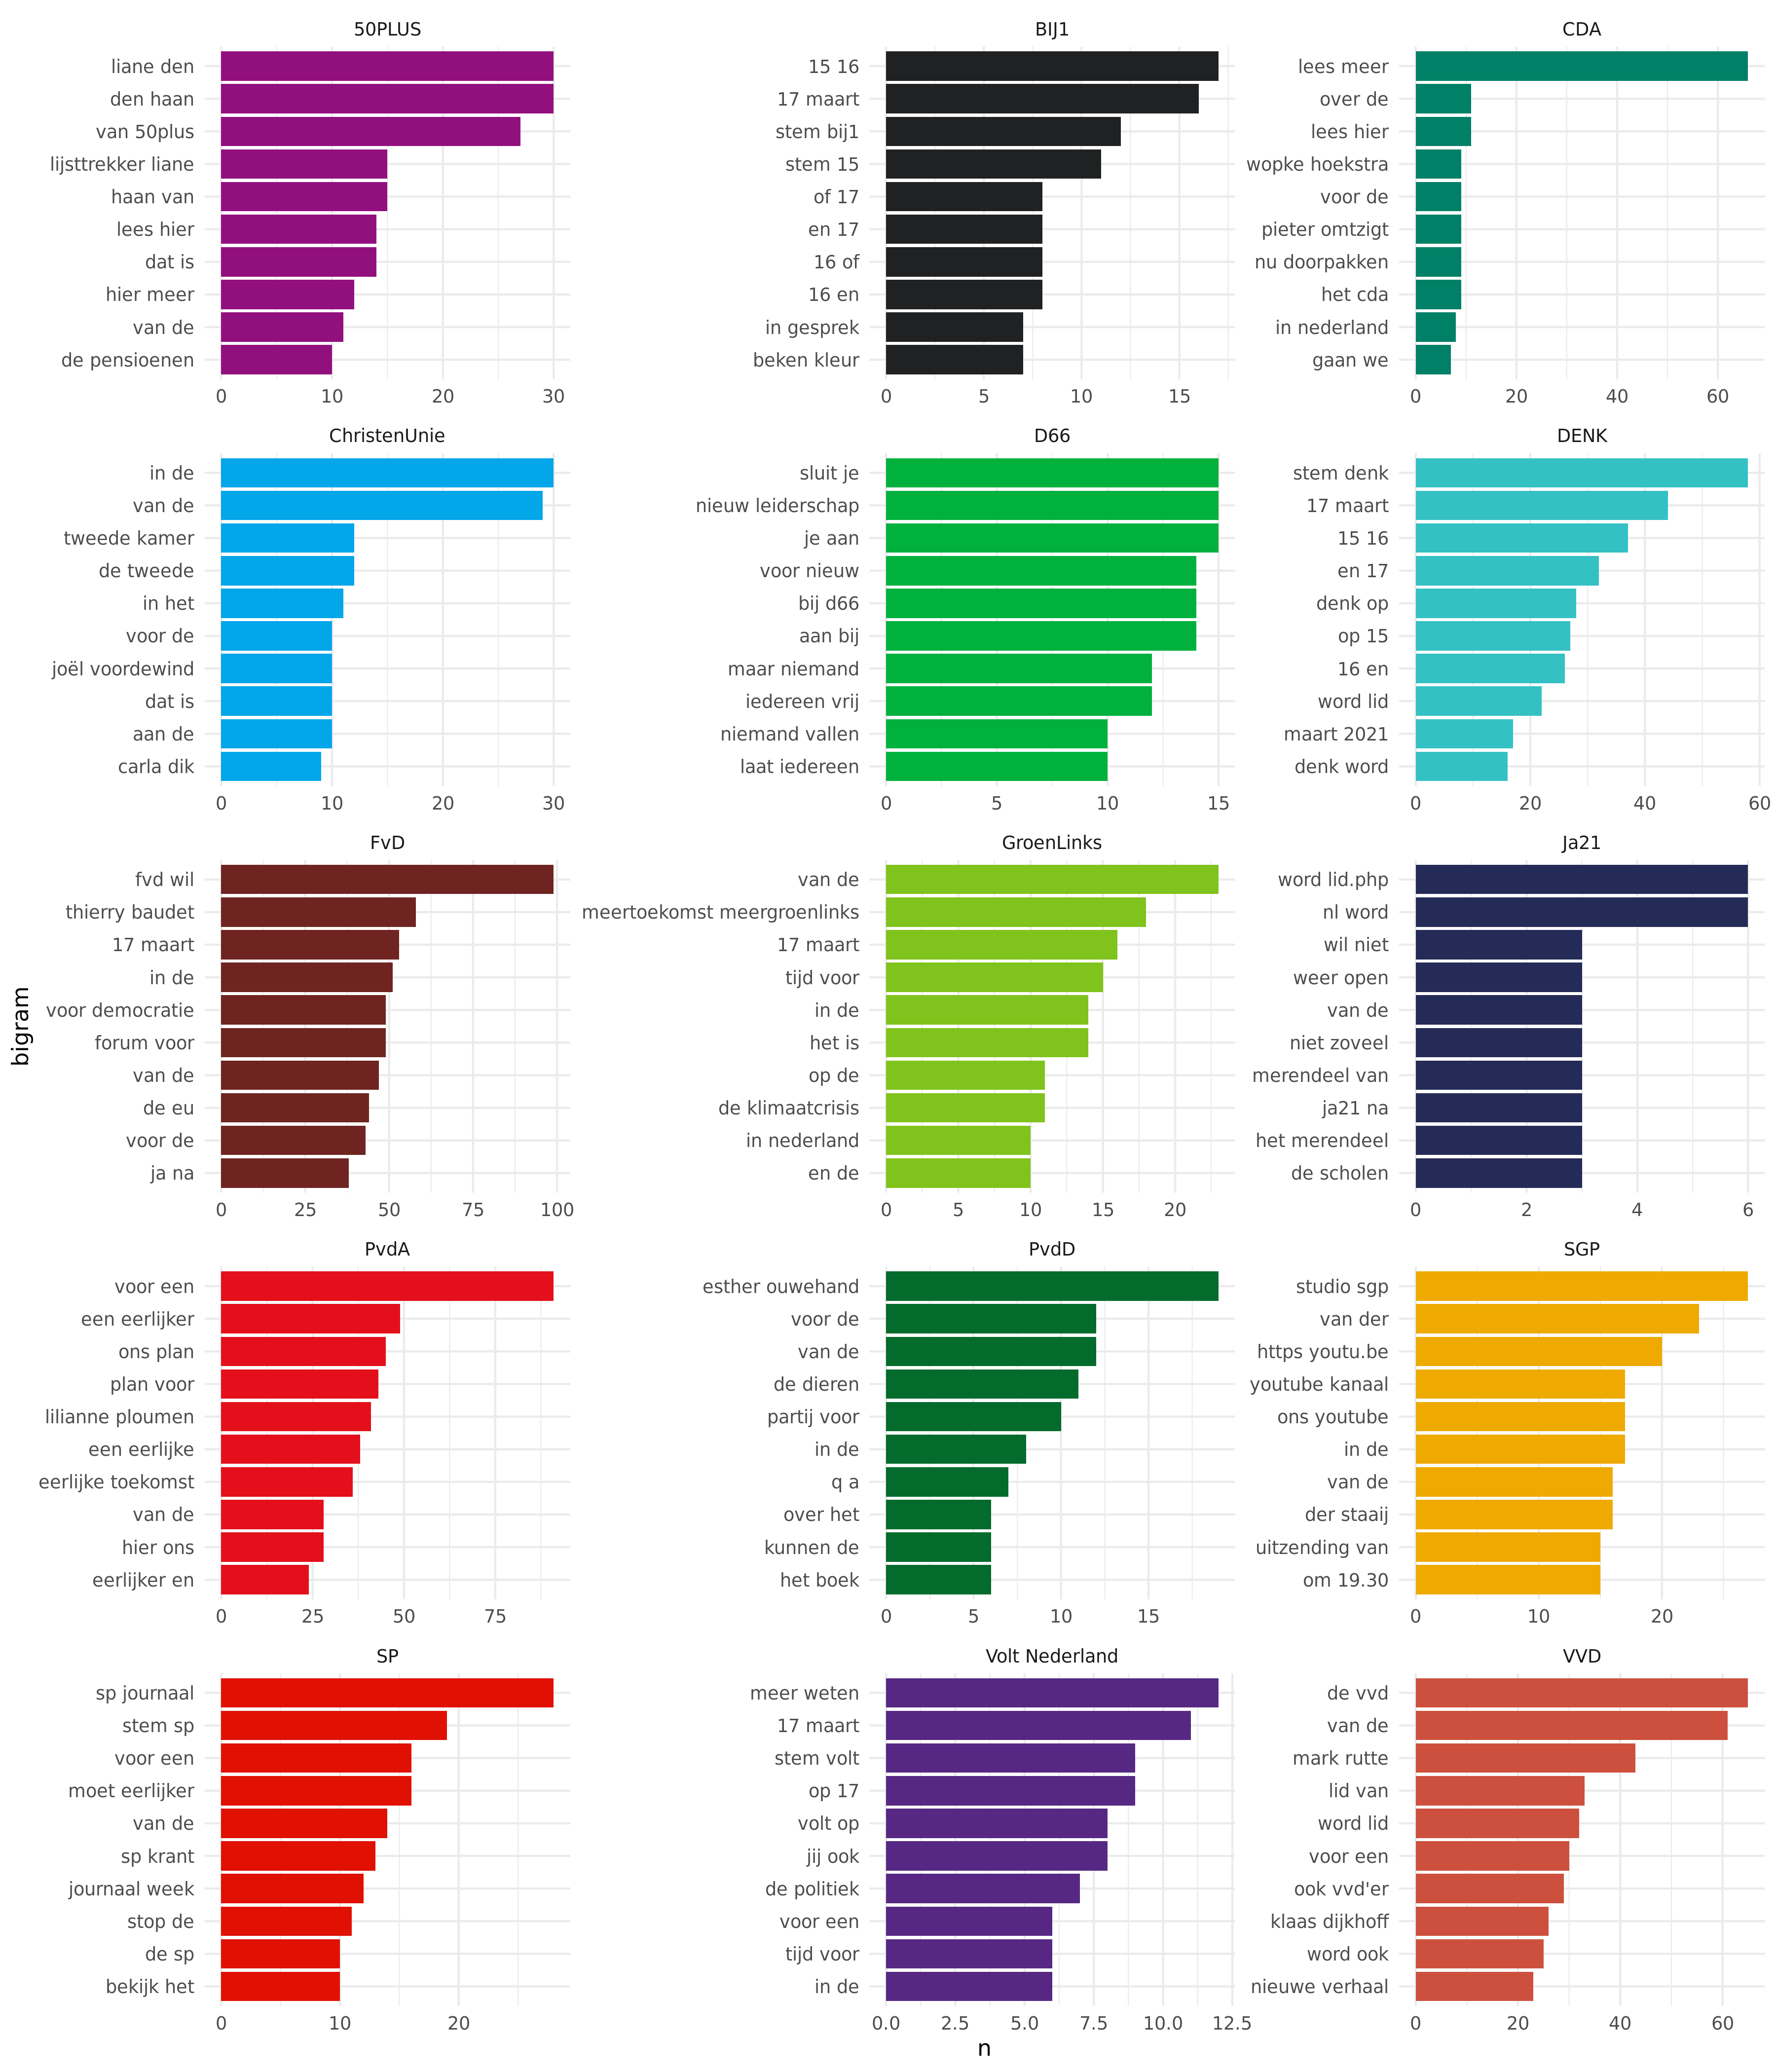 50PLUS
liane den
den haan
van 50plus
lijsttrekker liane
haan van
lees hier
dat is
hier meer
van de
de pensioenen
0 10 20 30
BIJ1
15 16
17 maart
stem bij1
stem 15
of 17
en 17
16 of
16 en
in gesprek
beken kleur
0 5 10 15
CDA
lees meer
over de
lees hier
wopke hoekstra
voor de
pieter omtzigt
nu doorpakken
het cda
in nederland
gaan we
0 20 40 60
ChristenUnie
in de
van de
tweede kamer
de tweede
in het
voor de
joël voordewind
dat is
aan de
carla dik
0 10 20 30
D66
sluit je
nieuw leiderschap
je aan
voor nieuw
bij d66
aan bij
maar niemand
iedereen vrij
niemand vallen
laat iedereen
0 5 10 15
DENK
stem denk
17 maart
15 16
en 17
denk op
op 15
16 en
word lid
maart 2021
denk word
0 20 40 60
FvD
fvd wil
thierry baudet
17 maart
in de
voor democratie
forum voor
van de
de eu
voor de
ja na
0 25 50 75 100
GroenLinks
van de
meertoekomst meergroenlinks
17 maart
tijd voor
in de
het is
op de
de klimaatcrisis
in nederland
en de
0 5 10 15 20
Ja21
word lid.php
nl word
wil niet
weer open
van de
niet zoveel
merendeel van
ja21 na
het merendeel
de scholen
0 2 4 6
PvdA
voor een
een eerlijker
ons plan
plan voor
lilianne ploumen
een eerlijke
eerlijke toekomst
van de
hier ons
eerlijker en
0 25 50 75
PvdD
esther ouwehand
voor de
van de
de dieren
partij voor
in de
q a
over het
kunnen de
het boek
0 5 10 15
SGP
studio sgp
van der
https youtu.be
youtube kanaal
ons youtube
in de
van de
der staaij
uitzending van
om 19.30
0 10 20
SP
sp journaal
stem sp
voor een
moet eerlijker
van de
sp krant
journaal week
stop de
de sp
bekijk het
0 10 20
Volt Nederland
meer weten
17 maart
stem volt
op 17
volt op
jij ook
de politiek
voor een
tijd voor
in de
0.0 2.5 5.0 7.5 10.0 12.5
VVD
de vvd
van de
mark rutte
lid van
word lid
voor een
ook vvd'er
klaas dijkhoff
word ook
nieuwe verhaal
0 20 40 60
bigram
n